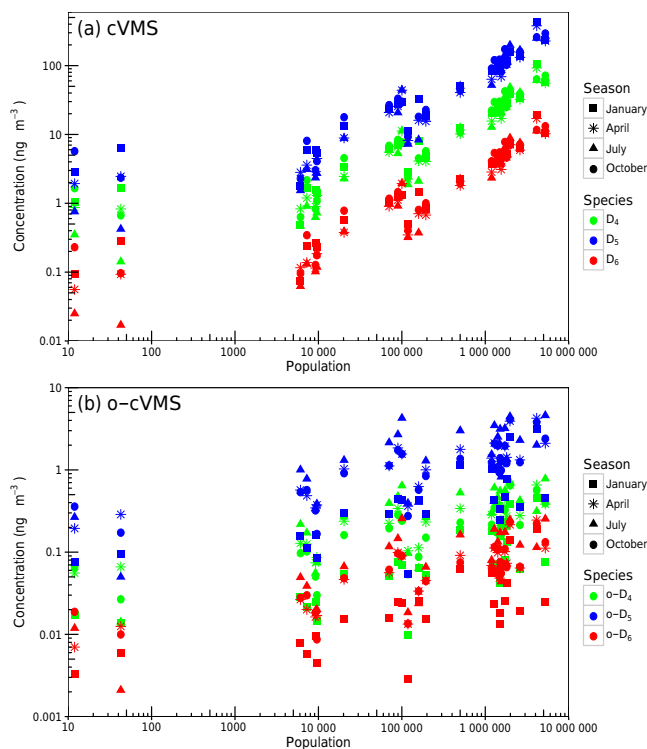 (a) cVMS
Concentration (ng m⁻³)
100
10
1
0.1
0.01
10
100
1000
10 000
100 000
1 000 000
10 000 000
Population
Season
January
April
July
October
Species
D₄
D₅
D₆
(b) o−cVMS
Concentration (ng m⁻³)
10
1
0.1
0.01
0.001
10
100
1000
10 000
100 000
1 000 000
10 000 000
Population
Season
January
April
July
October
Species
o−D₄
o−D₅
o−D₆